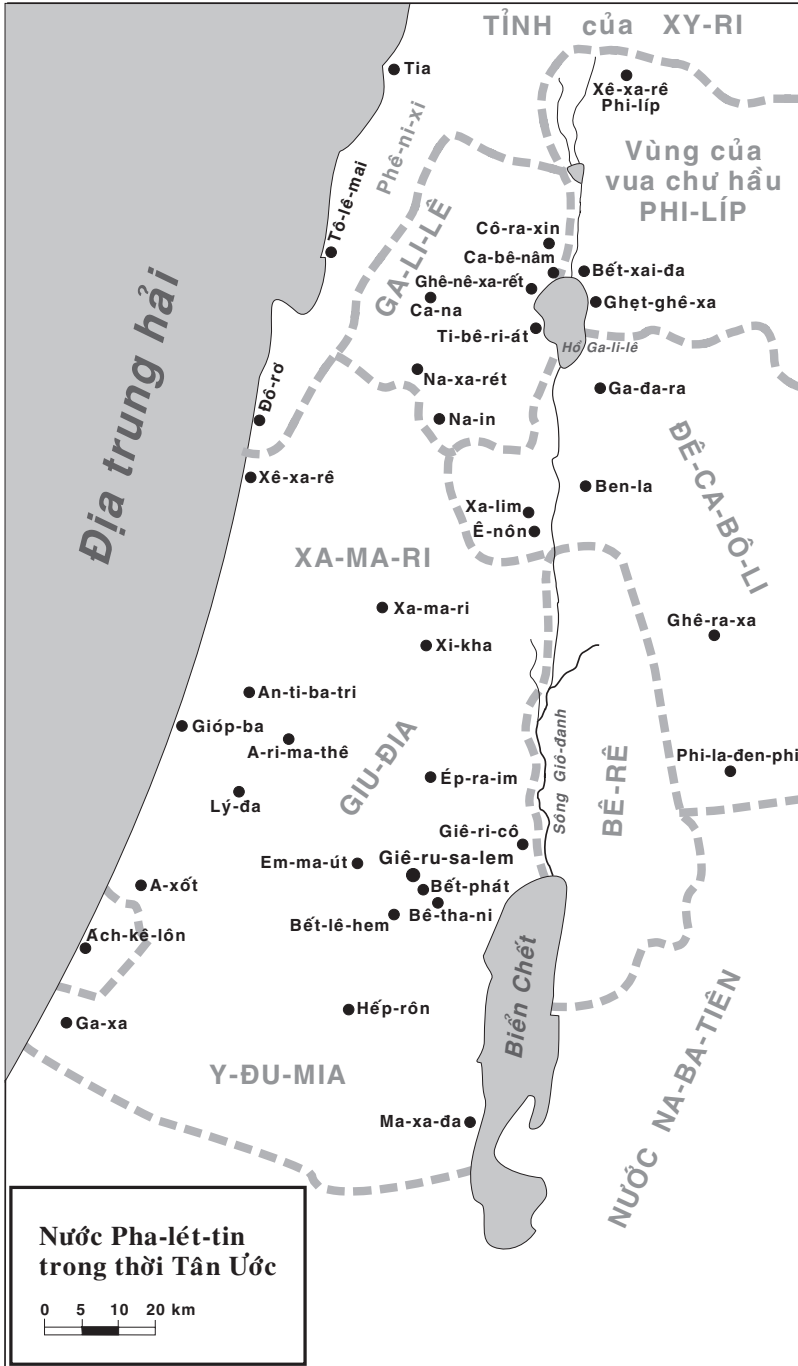 TỈNH của XY-RI
Tia
Xê-xa-rê
Phi-líp
Phê-ni-xi
Vùng của
vua chư hầu
PHI-LÍP
Tô-lê-mai
GA-LI-LÊ
Cô-ra-xin
Ca-bê-nâm
Bết-xai-đa
Ghê-nê-xa-rết
Ca-na
Ghẹt-ghê-xa
Ti-bê-ri-át
Hồ Ga-li-lê
Địa trung hải
Đô-rơ
Na-xa-rét
Ga-đa-ra
Na-in
ĐÊ-CA-BÔ-LI
Xê-xa-rê
Ben-la
Xa-lim
Ê-nôn
XA-MA-RI
Xa-ma-ri
Ghê-ra-xa
Xi-kha
An-ti-ba-tri
Gióp-ba
A-ri-ma-thê
GIU-ĐIA
Phi-la-đen-phi
Ép-ra-im
Sông Giô-đanh
BÊ-RÊ
Lý-đa
Giê-ri-cô
Em-ma-út
Giê-ru-sa-lem
A-xốt
Bết-phát
Bê-tha-ni
Bết-lê-hem
Ách-kê-lôn
Biển Chết
Hếp-rôn
Ga-xa
Y-ĐU-MIA
NƯỚC NA-BA-TIÊN
Ma-xa-đa
Nước Pha-lét-tin
trong thời Tân Ước
0 5 10 20 km